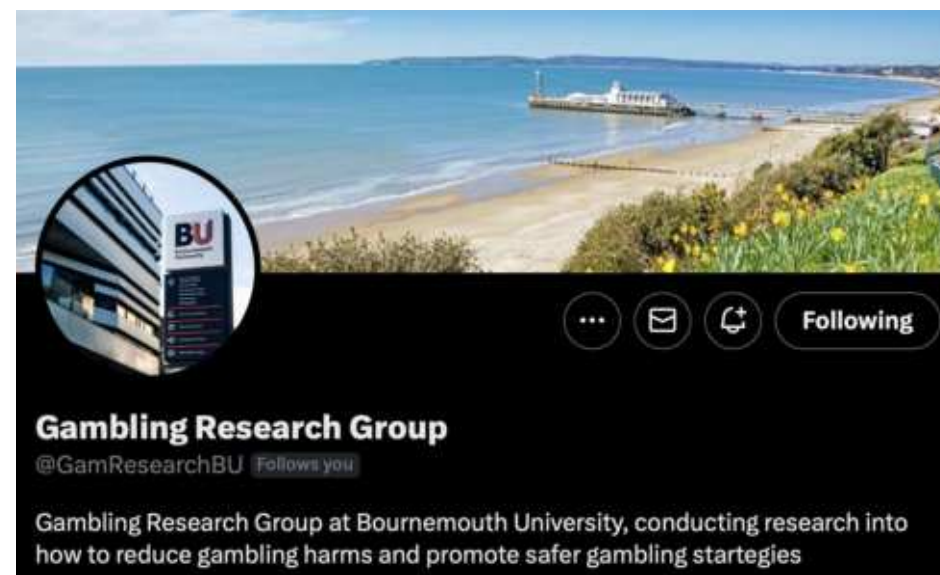 BU
Following
Gambling Research Group
@GamResearchBU Follows you
Gambling Research Group at Bournemouth University, conducting research into
how to reduce gambling harms and promote safer gambling startegies